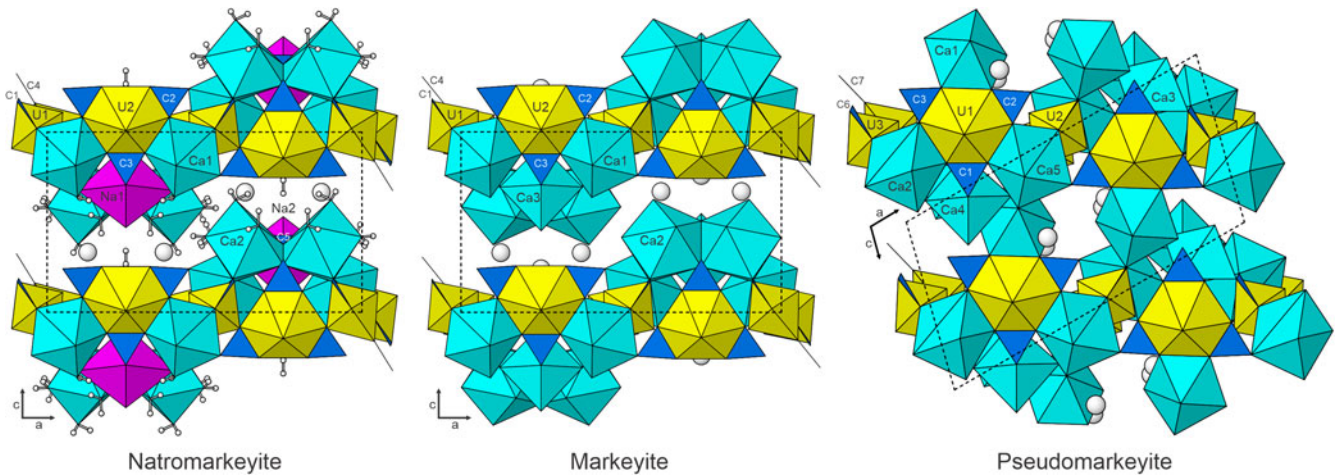 C4
C1
U1
U2
C2
C3
Ca1
Na1
Na2
Ca2
C5
c
a
Natromarkeyite
C4
C1
U1
U2
C2
C3
Ca1
Ca3
Ca2
c
a
Markeyite
Ca1
C7
C6
C3
C2
Ca3
U1
U2
U3
C1
Ca5
Ca2
Ca4
a
c
Pseudomarkeyite